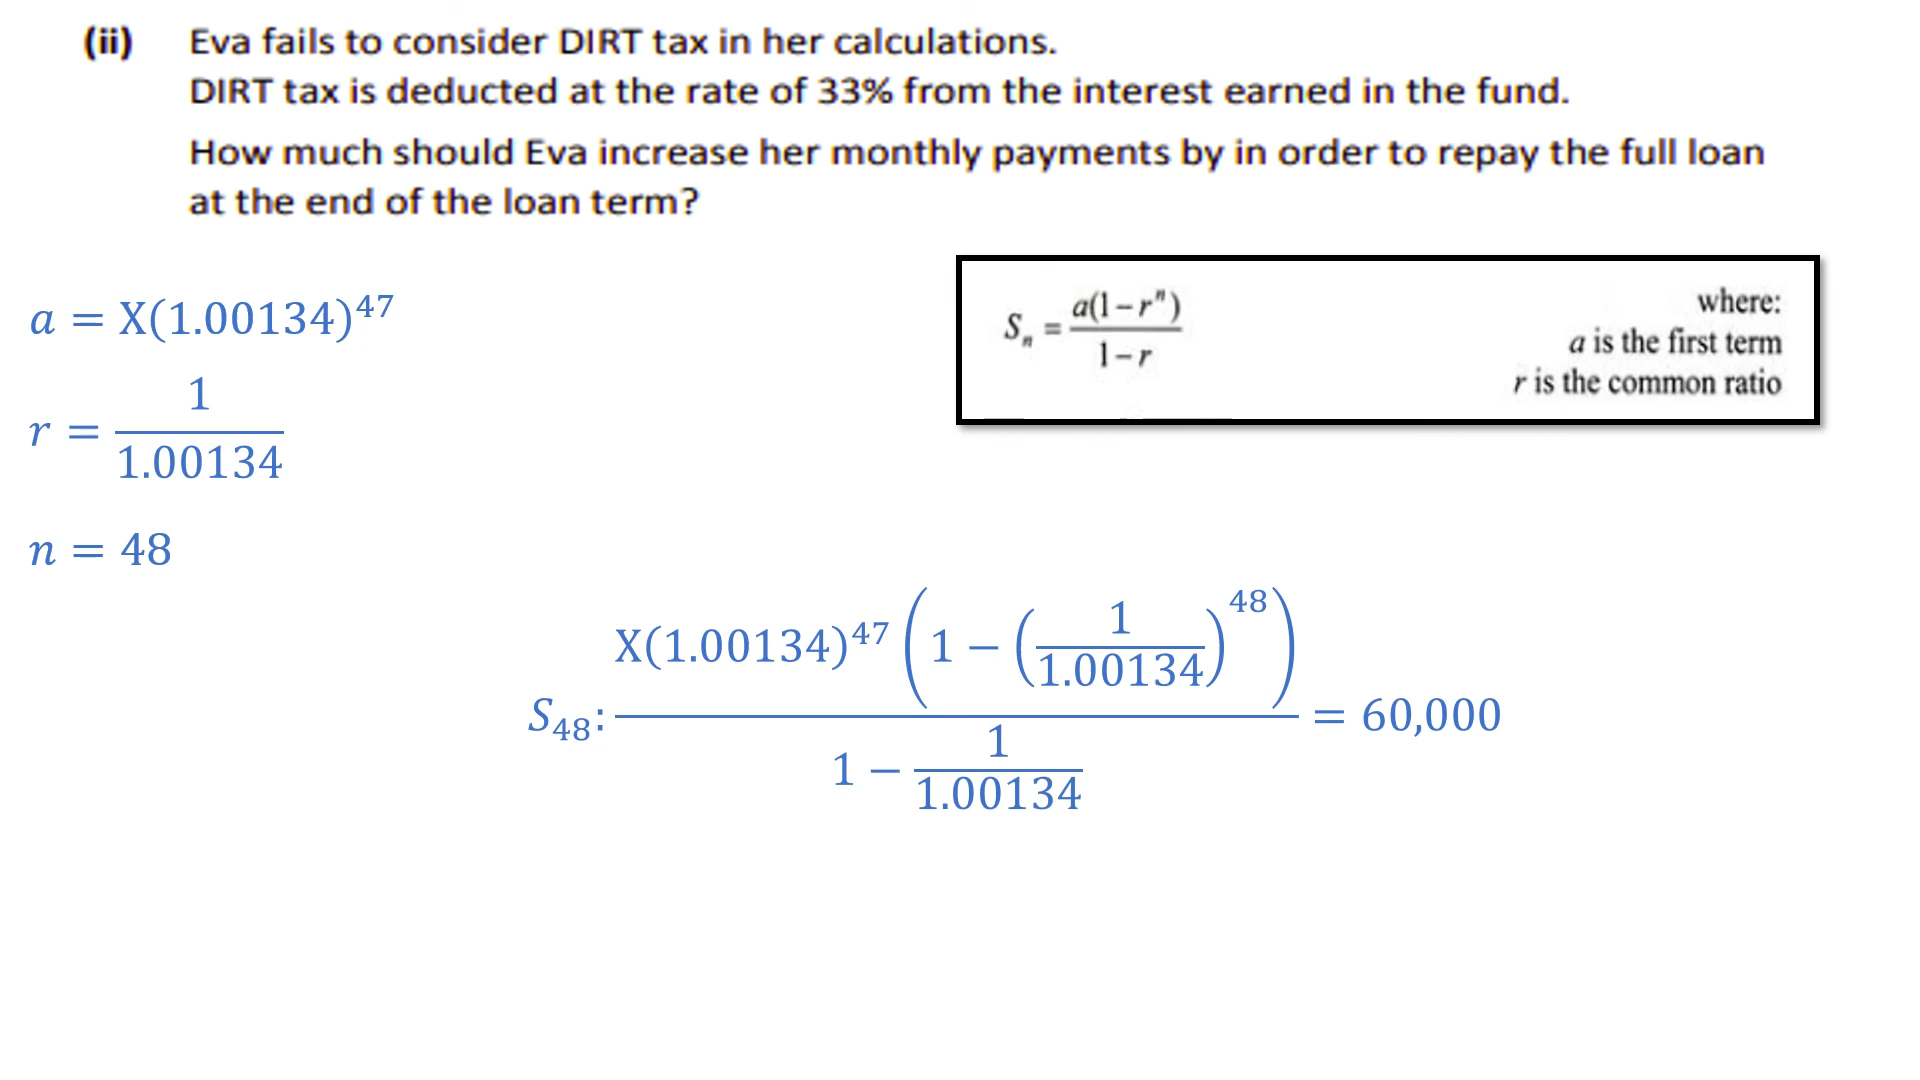 (ii) Eva fails to consider DIRT tax in her calculations.
DIRT tax is deducted at the rate of 33% from the interest earned in the fund.
How much should Eva increase her monthly payments by in order to repay the full loan
at the end of the loan term?
a = X(1.00134)^47
r = 1/1.00134
n = 48
S_n = a(1−r^n)/(1−r)
where:
a is the first term
r is the common ratio
S_48: X(1.00134)^47 (1 − (1/1.00134)^48) / (1 − 1/1.00134) = 60,000